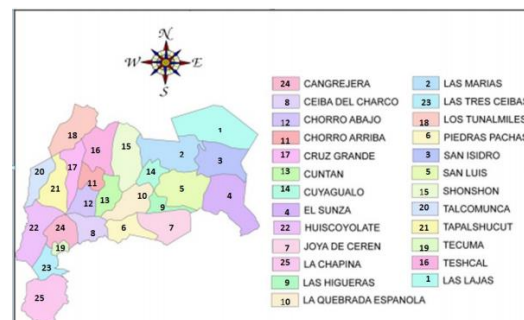 N
W E
S
24 CANGREJERA
8 CEIBA DEL CHARCO
12 CHORRO ABAJO
11 CHORRO ARRIBA
17 CRUZ GRANDE
13 CUNTAN
14 CUYAGUALO
4 EL SUNZA
22 HUISCOYOLATE
7 JOYA DE CEREN
25 LA CHAPINA
9 LAS HIGUERAS
10 LA QUEBRADA ESPANOLA
2 LAS MARIAS
23 LAS TRES CEIBAS
18 LOS TUNALMILES
6 PIEDRAS PACHAS
3 SAN ISIDRO
5 SAN LUIS
15 SHONSHON
20 TALCOMUNCA
21 TAPALSHUCUT
19 TECUMA
16 TESHCAL
1 LAS LAJAS
1
18
15
16
2
3
17
14
20
11
21
5
4
10
13
12
9
22
24
8
6
7
19
23
25